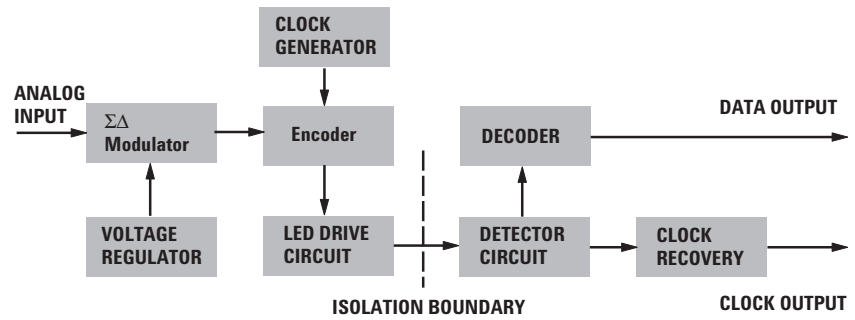 CLOCK
GENERATOR
ANALOG
INPUT
ΣΔ
Modulator
Encoder
DECODER
DATA OUTPUT
VOLTAGE
REGULATOR
LED DRIVE
CIRCUIT
DETECTOR
CIRCUIT
CLOCK
RECOVERY
ISOLATION BOUNDARY
CLOCK OUTPUT